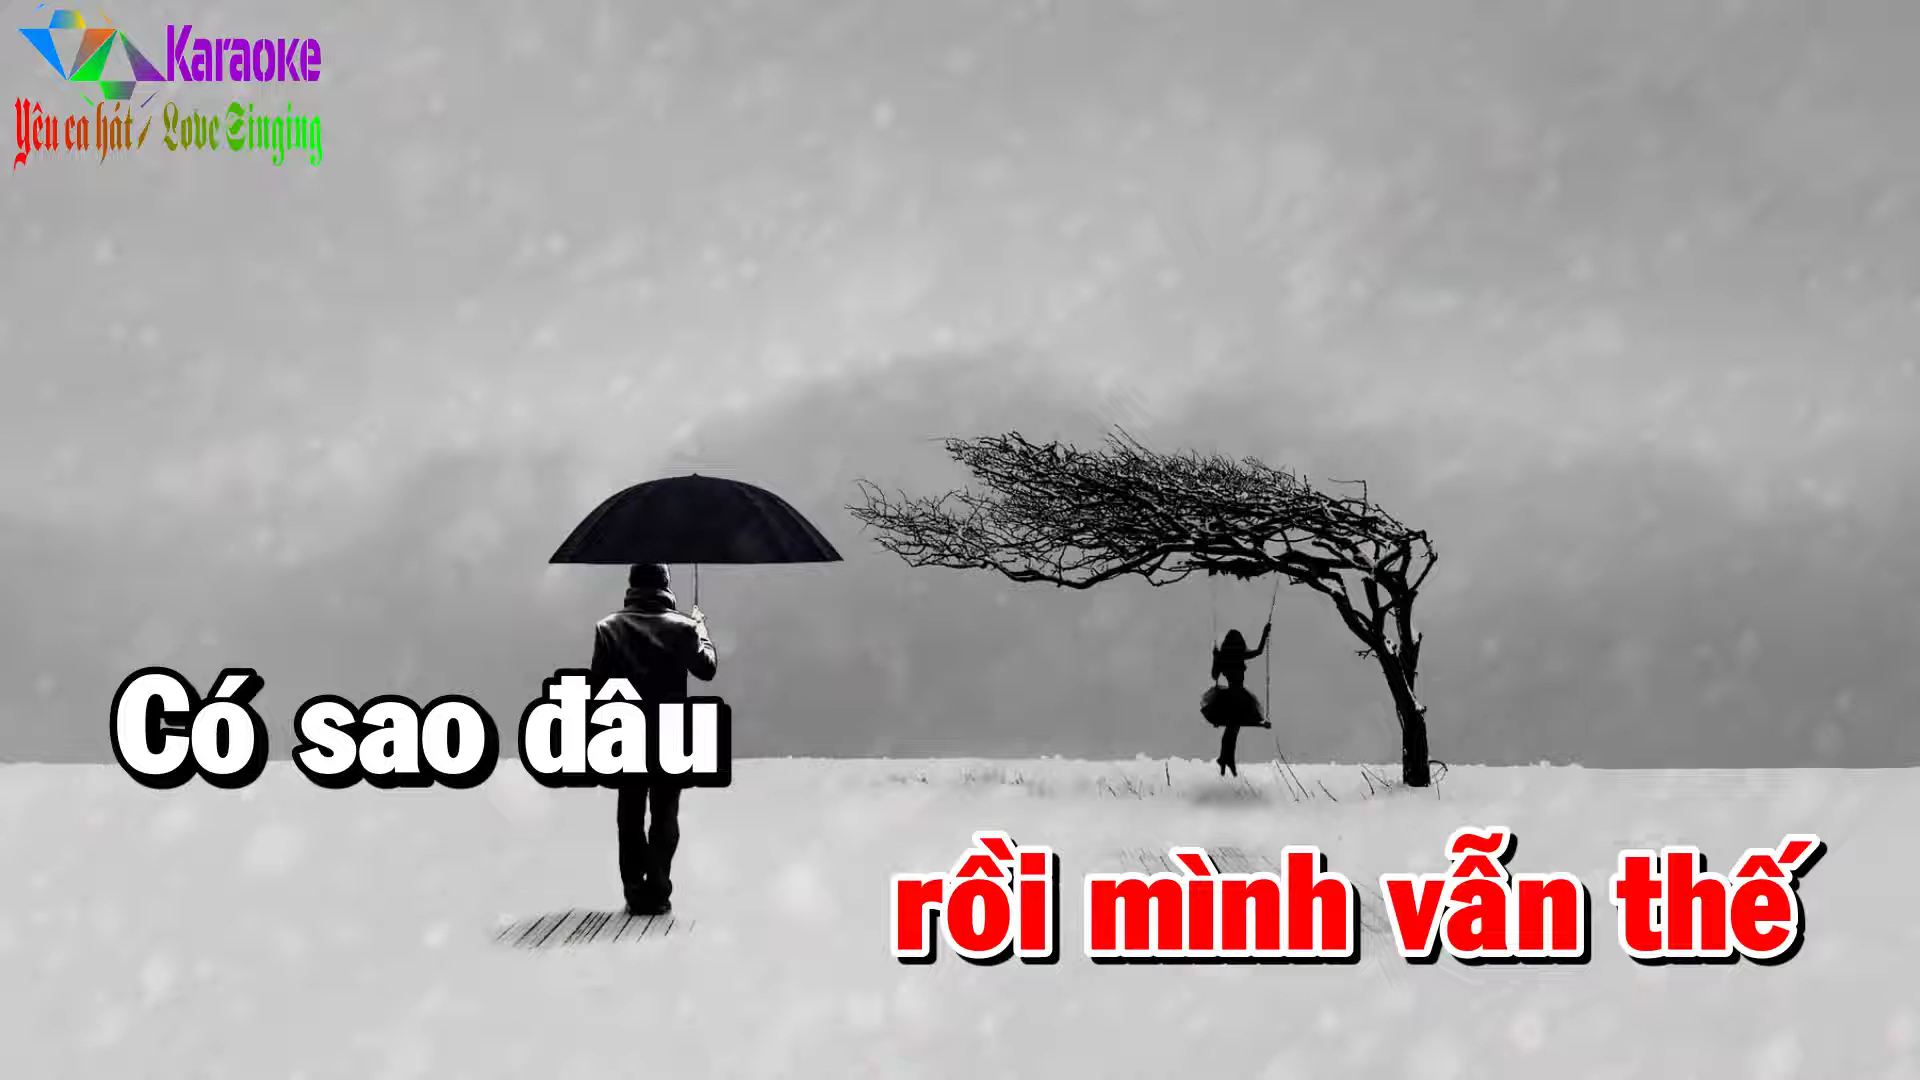 Karaoke
Yêu ca hát / Love Singing
Có sao đâu
rồi mình vẫn thế